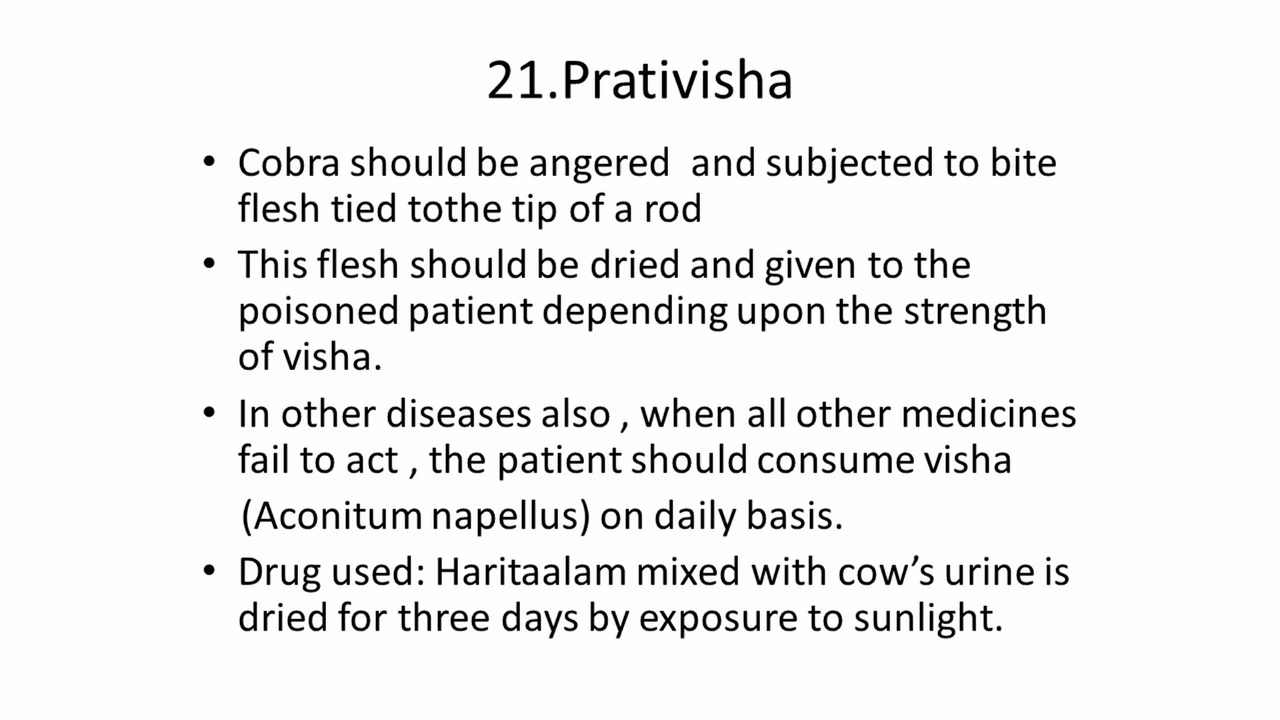 21.Prativisha
• Cobra should be angered  and subjected to bite
flesh tied tothe tip of a rod
• This flesh should be dried and given to the
poisoned patient depending upon the strength
of visha.
• In other diseases also , when all other medicines
fail to act , the patient should consume visha
(Aconitum napellus) on daily basis.
• Drug used: Haritaalam mixed with cow’s urine is
dried for three days by exposure to sunlight.